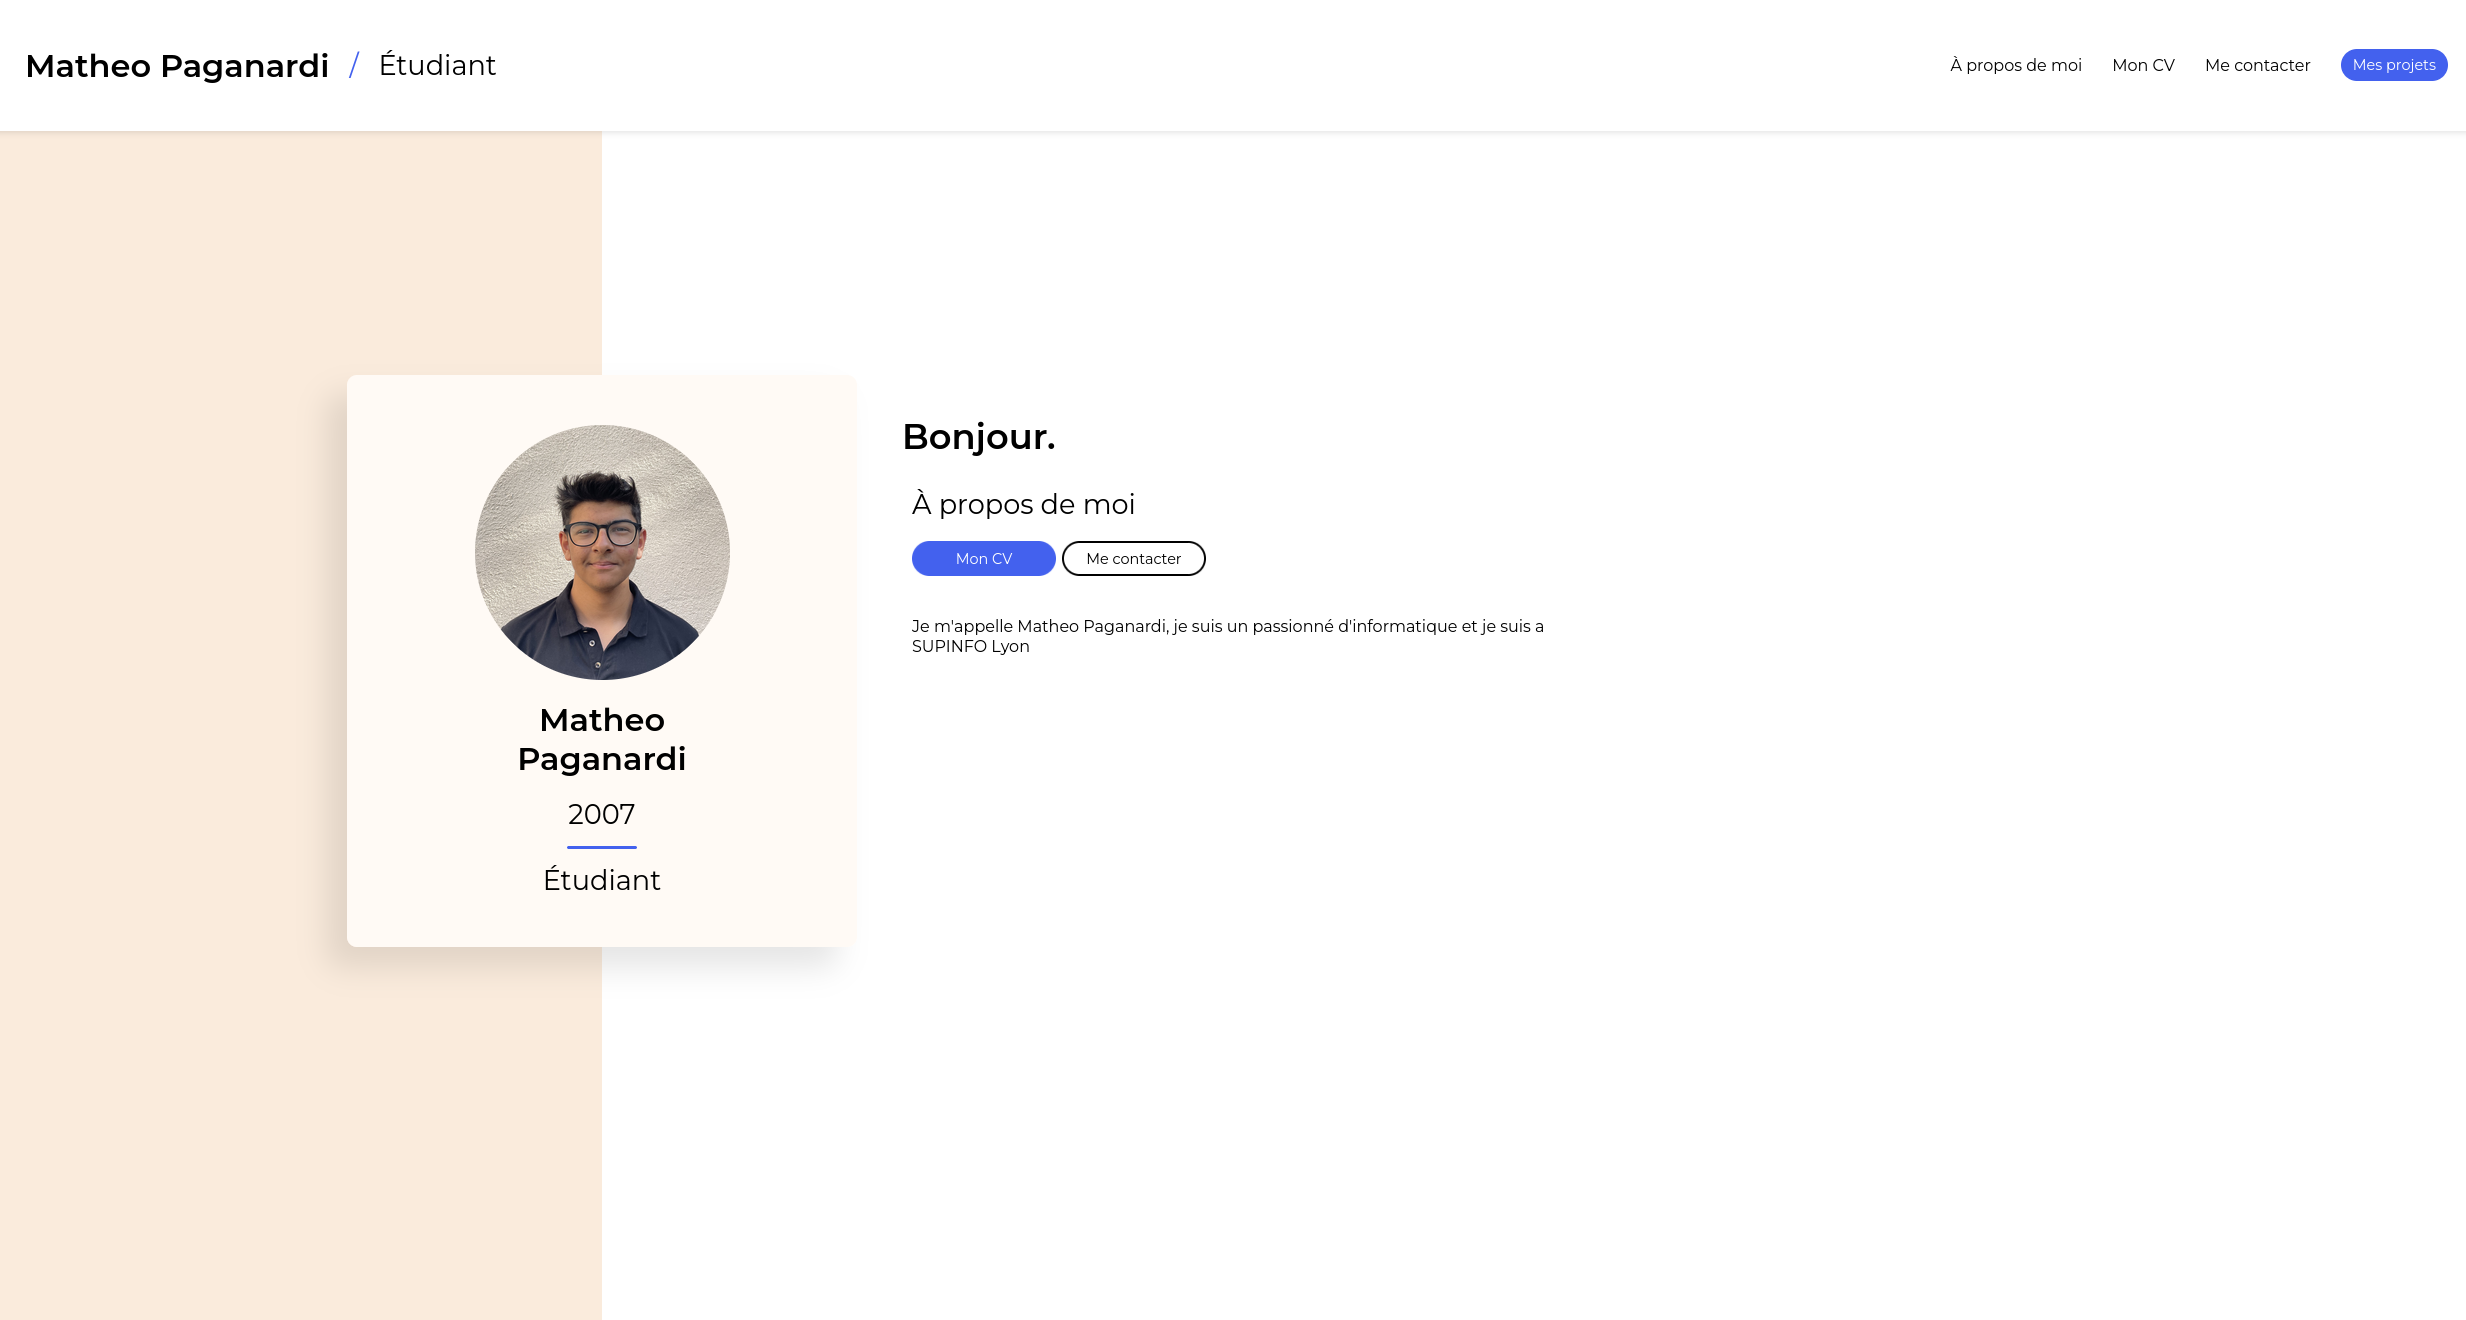 Matheo Paganardi / Étudiant
À propos de moi
Mon CV
Me contacter
Mes projets
Matheo
Paganardi
2007
Étudiant
Bonjour.
À propos de moi
Mon CV
Me contacter
Je m'appelle Matheo Paganardi, je suis un passionné d'informatique et je suis a
SUPINFO Lyon